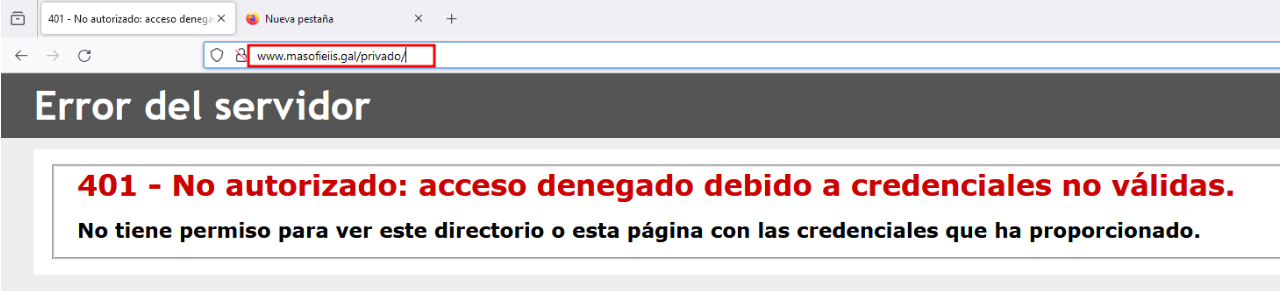 401 - No autorizado: acceso denega
Nueva pestaña
www.masofieiis.gal/privado/
Error del servidor
401 - No autorizado: acceso denegado debido a credenciales no válidas.
No tiene permiso para ver este directorio o esta página con las credenciales que ha proporcionado.